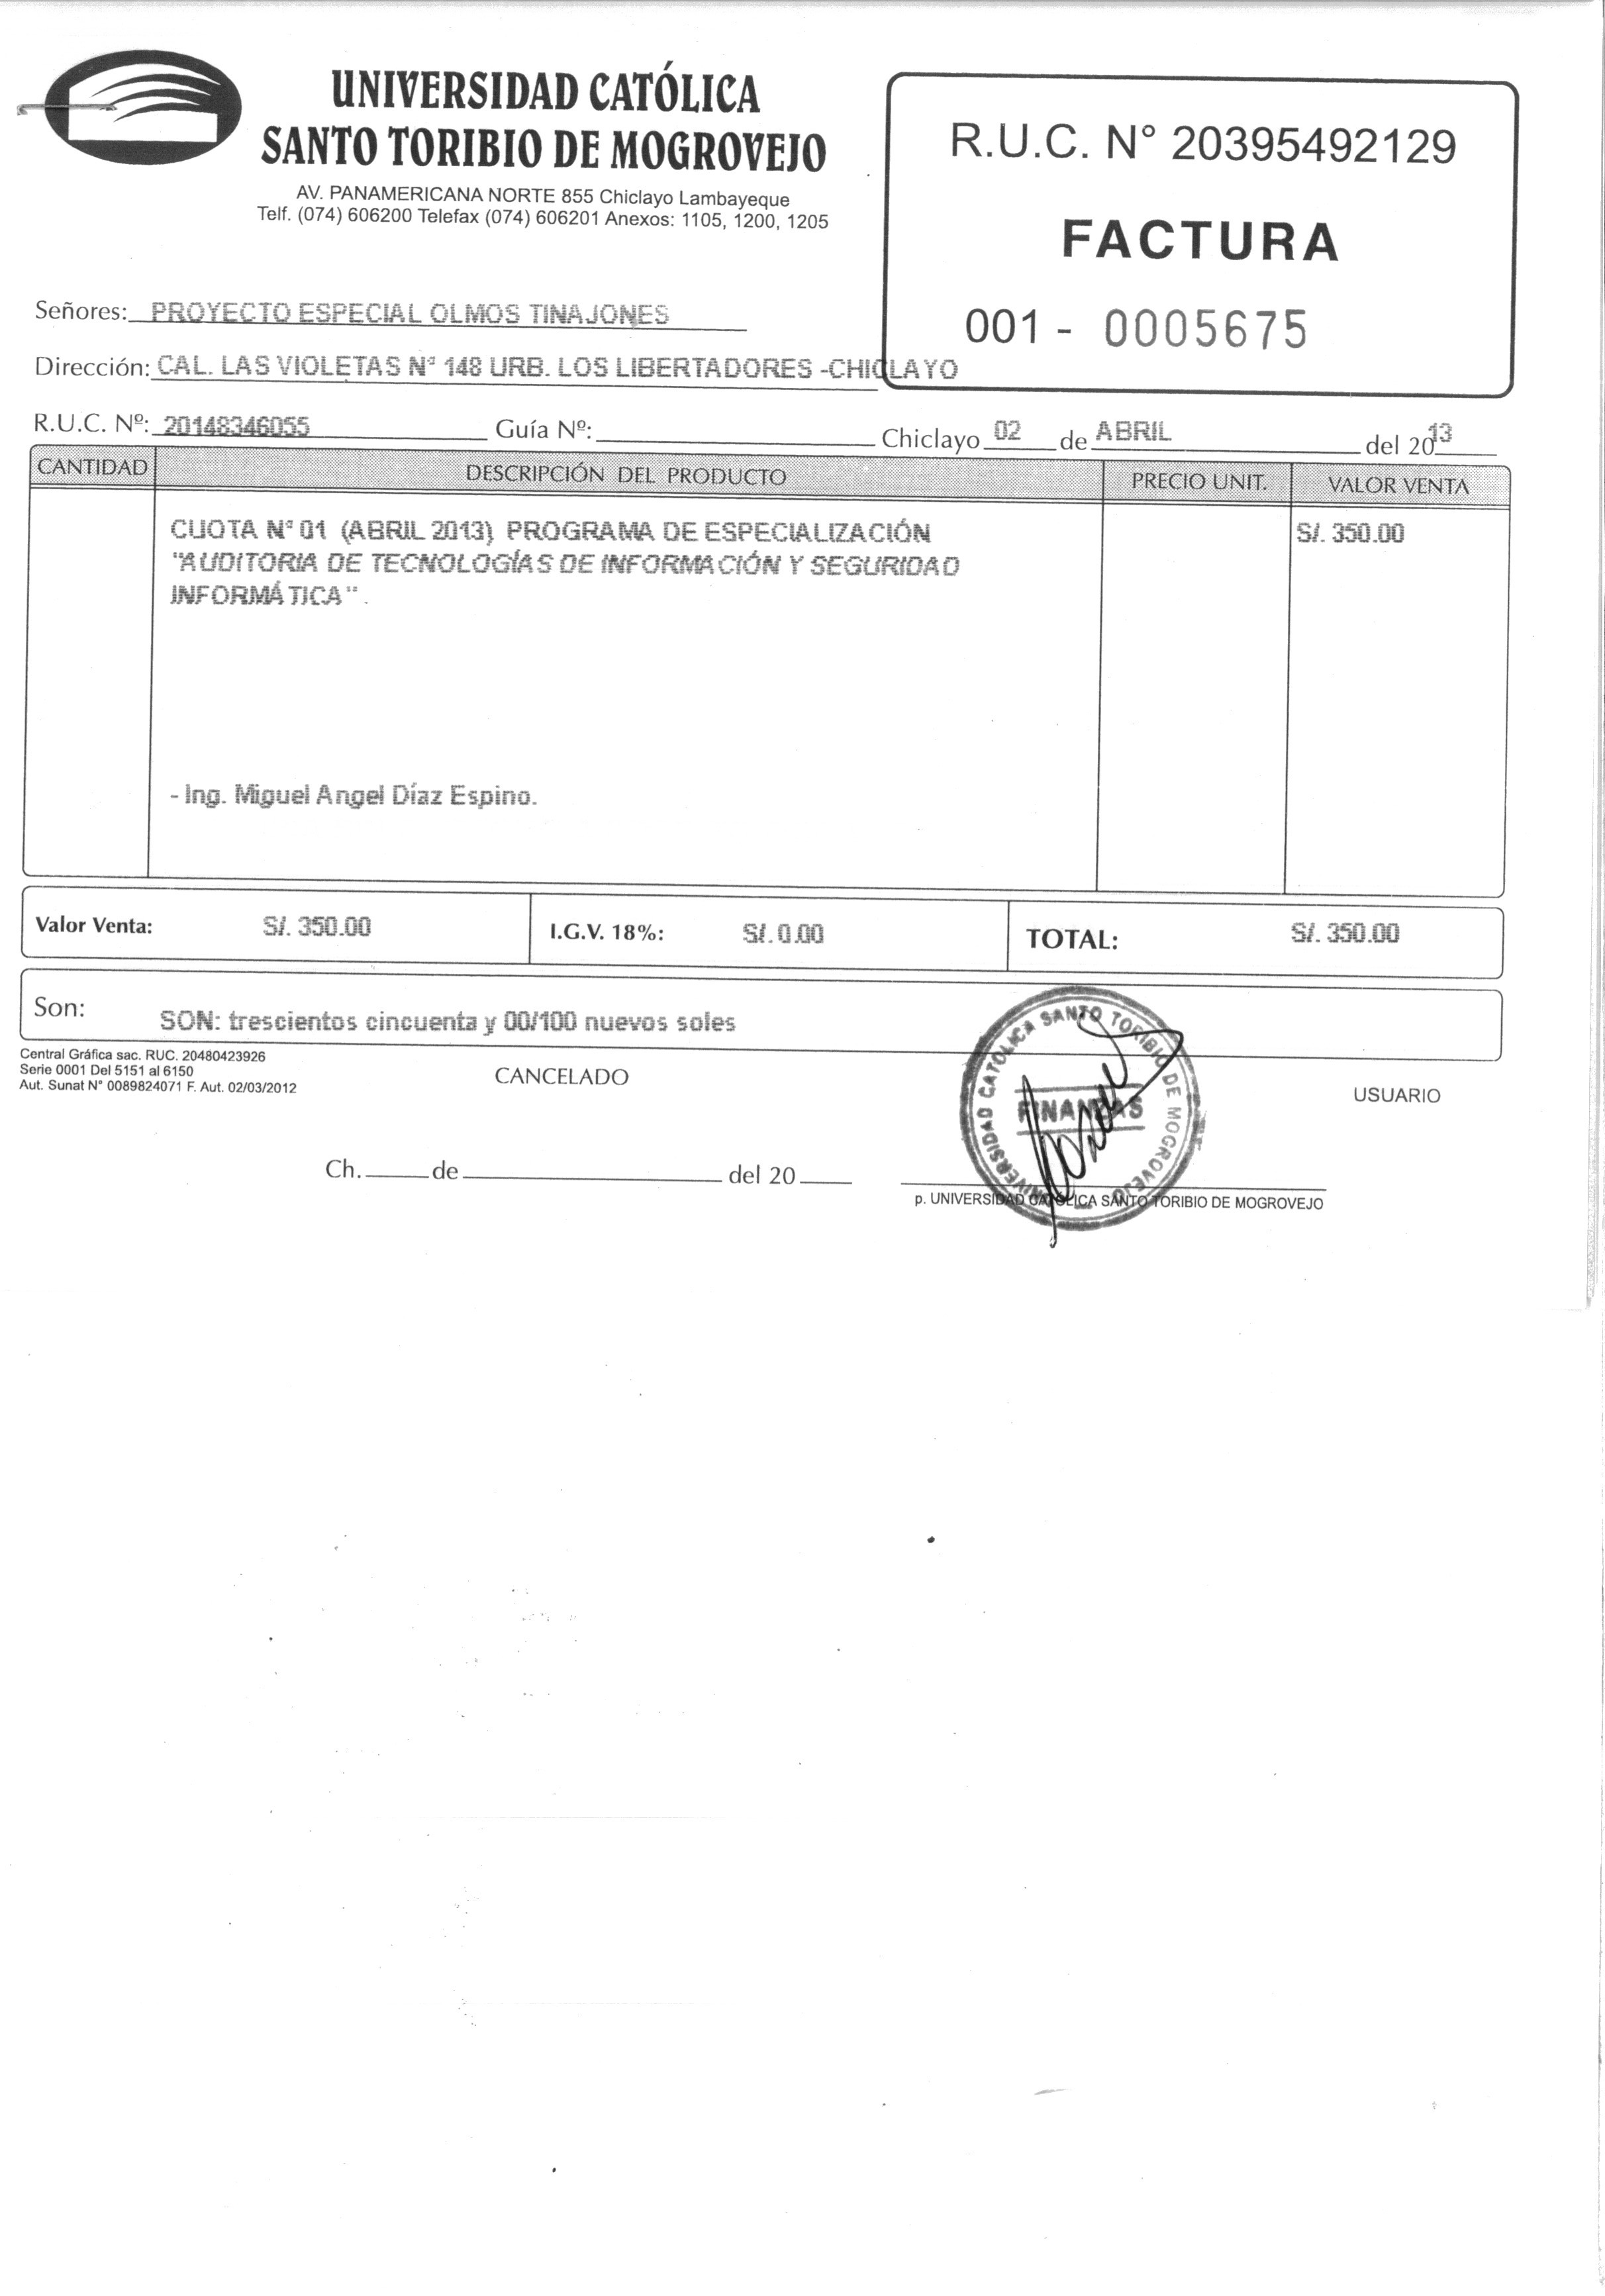 UNIVERSIDAD CATÓLICA
SANTO TORIBIO DE MOGROVEJO
AV. PANAMERICANA NORTE 855 Chiclayo Lambayeque
Telf. (074) 606200 Telefax (074) 606201 Anexos: 1105, 1200, 1205
R.U.C. N° 20395492129
FACTURA
001 - 0005675
Señores: PROYECTO ESPECIAL OLMOS TINAJONES
Dirección: CAL. LAS VIOLETAS Nº 148 URB. LOS LIBERTADORES -CHICLAYO
R.U.C. Nº: 20148346055 Guía Nº: Chiclayo 02 de ABRIL del 2013
CANTIDAD DESCRIPCIÓN DEL PRODUCTO PRECIO UNIT. VALOR VENTA
CUOTA Nº 01 (ABRIL 2013) PROGRAMA DE ESPECIALIZACIÓN S/. 350.00
"AUDITORIA DE TECNOLOGÍAS DE INFORMACIÓN Y SEGURIDAD
INFORMÁTICA".
- Ing. Miguel Angel Díaz Espino.
Valor Venta: S/. 350.00 I.G.V. 18%: S/. 0.00 TOTAL: S/. 350.00
Son: SON: trescientos cincuenta y 00/100 nuevos soles
Central Gráfica sac. RUC. 20480423926
Serie 0001 Del 5151 al 6150
Aut. Sunat N° 0089824071 F. Aut. 02/03/2012
CANCELADO
USUARIO
UNIVERSIDAD CATOLICA SANTO TORIBIO DE MOGROVEJO
FINANZAS
Ch. de del 20
p. UNIVERSIDAD CATÓLICA SANTO TORIBIO DE MOGROVEJO